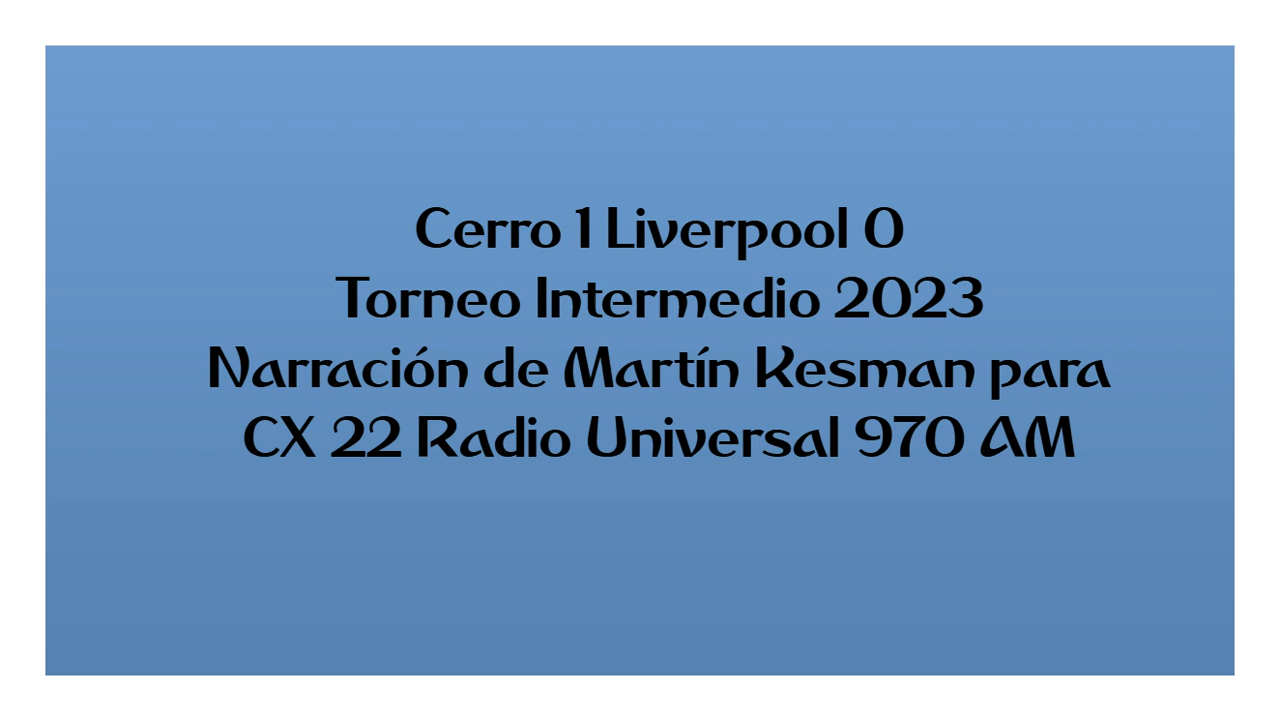 Cerro 1 Liverpool 0
Torneo Intermedio 2023
Narración de Martín Kesman para
CX 22 Radio Universal 970 AM